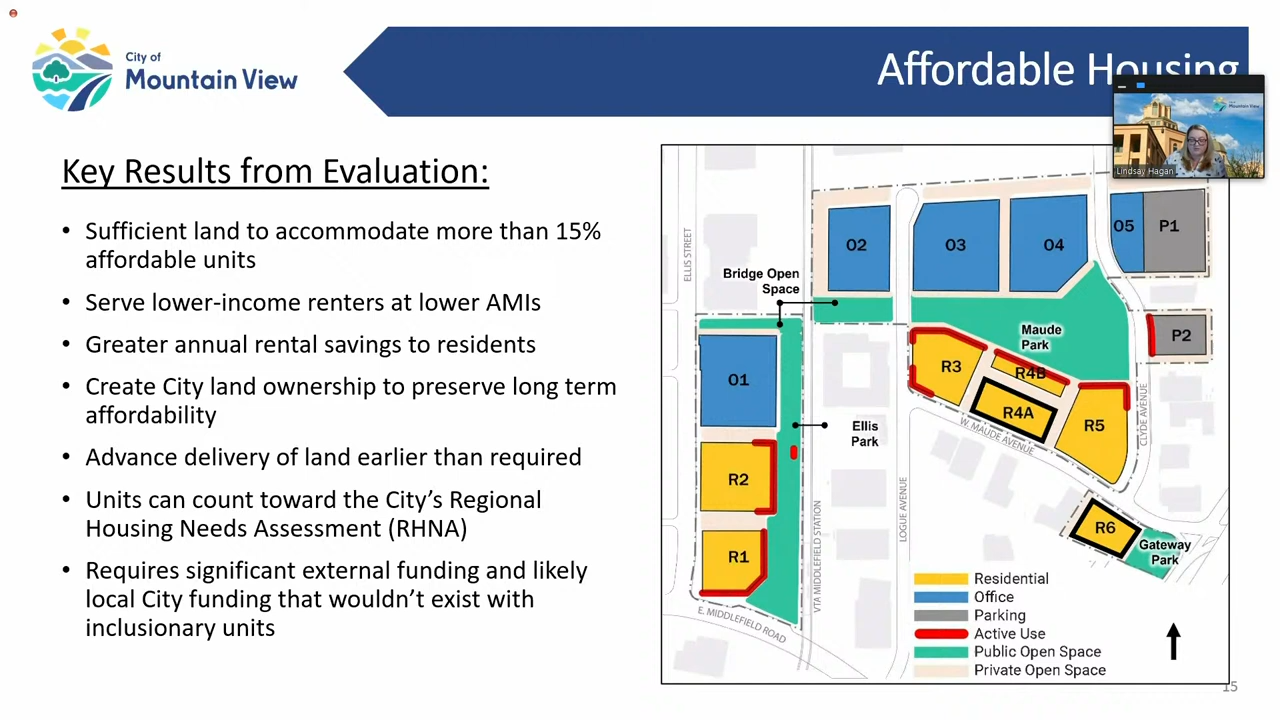 City of
Mountain View
Affordable Housing
Lindsay Hagan
Key Results from Evaluation:
• Sufficient land to accommodate more than 15%
affordable units
• Serve lower-income renters at lower AMIs
• Greater annual rental savings to residents
• Create City land ownership to preserve long term
affordability
• Advance delivery of land earlier than required
• Units can count toward the City’s Regional
Housing Needs Assessment (RHNA)
• Requires significant external funding and likely
local City funding that wouldn’t exist with
inclusionary units
ELLIS STREET
O2
O3
O4
O5
P1
Bridge Open
Space
Maude
Park
P2
O1
R3
R4B
R4A
R5
W. MAUDE AVENUE
CLYDE AVENUE
Ellis
Park
R2
R1
VTA MIDDLEFIELD STATION
LOGUE AVENUE
E. MIDDLEFIELD ROAD
R6
Gateway
Park
Residential
Office
Parking
Active Use
Public Open Space
Private Open Space
15